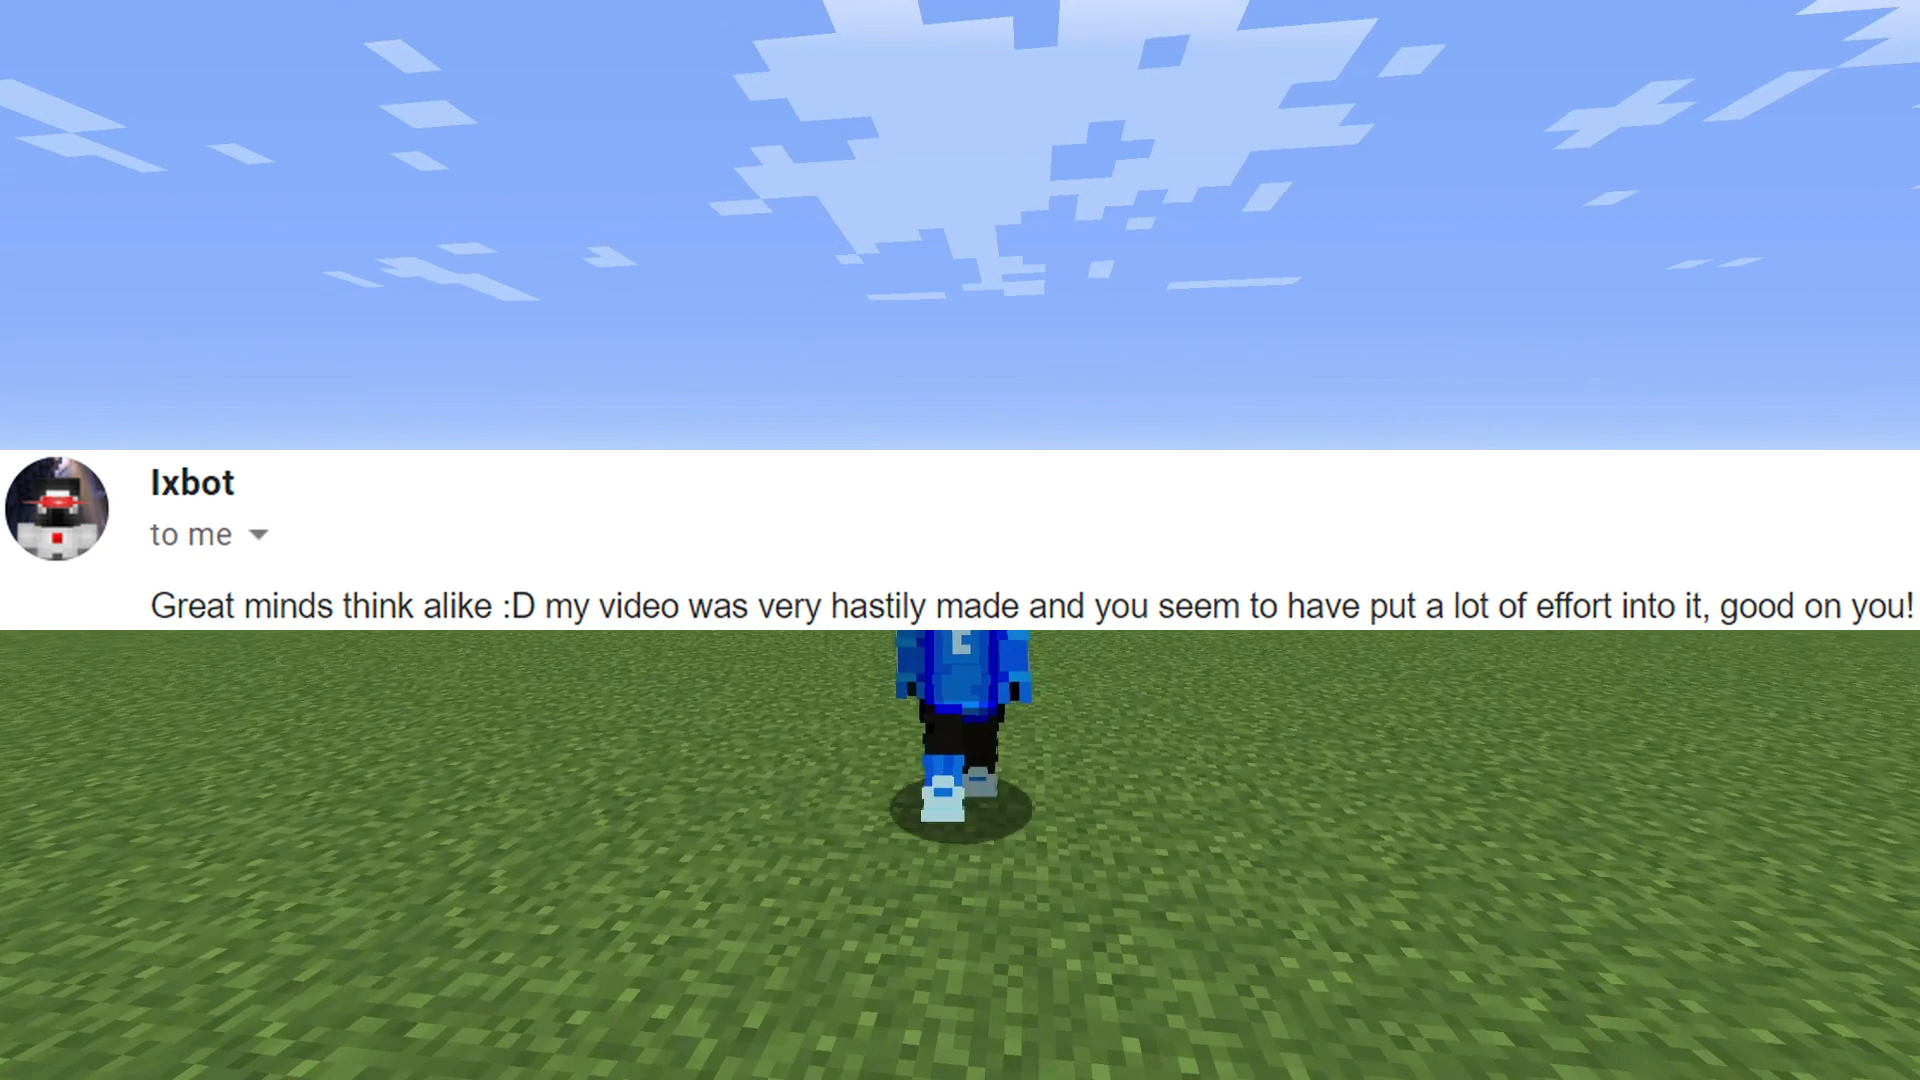 Ixbot
to me
Great minds think alike :D my video was very hastily made and you seem to have put a lot of effort into it, good on you!